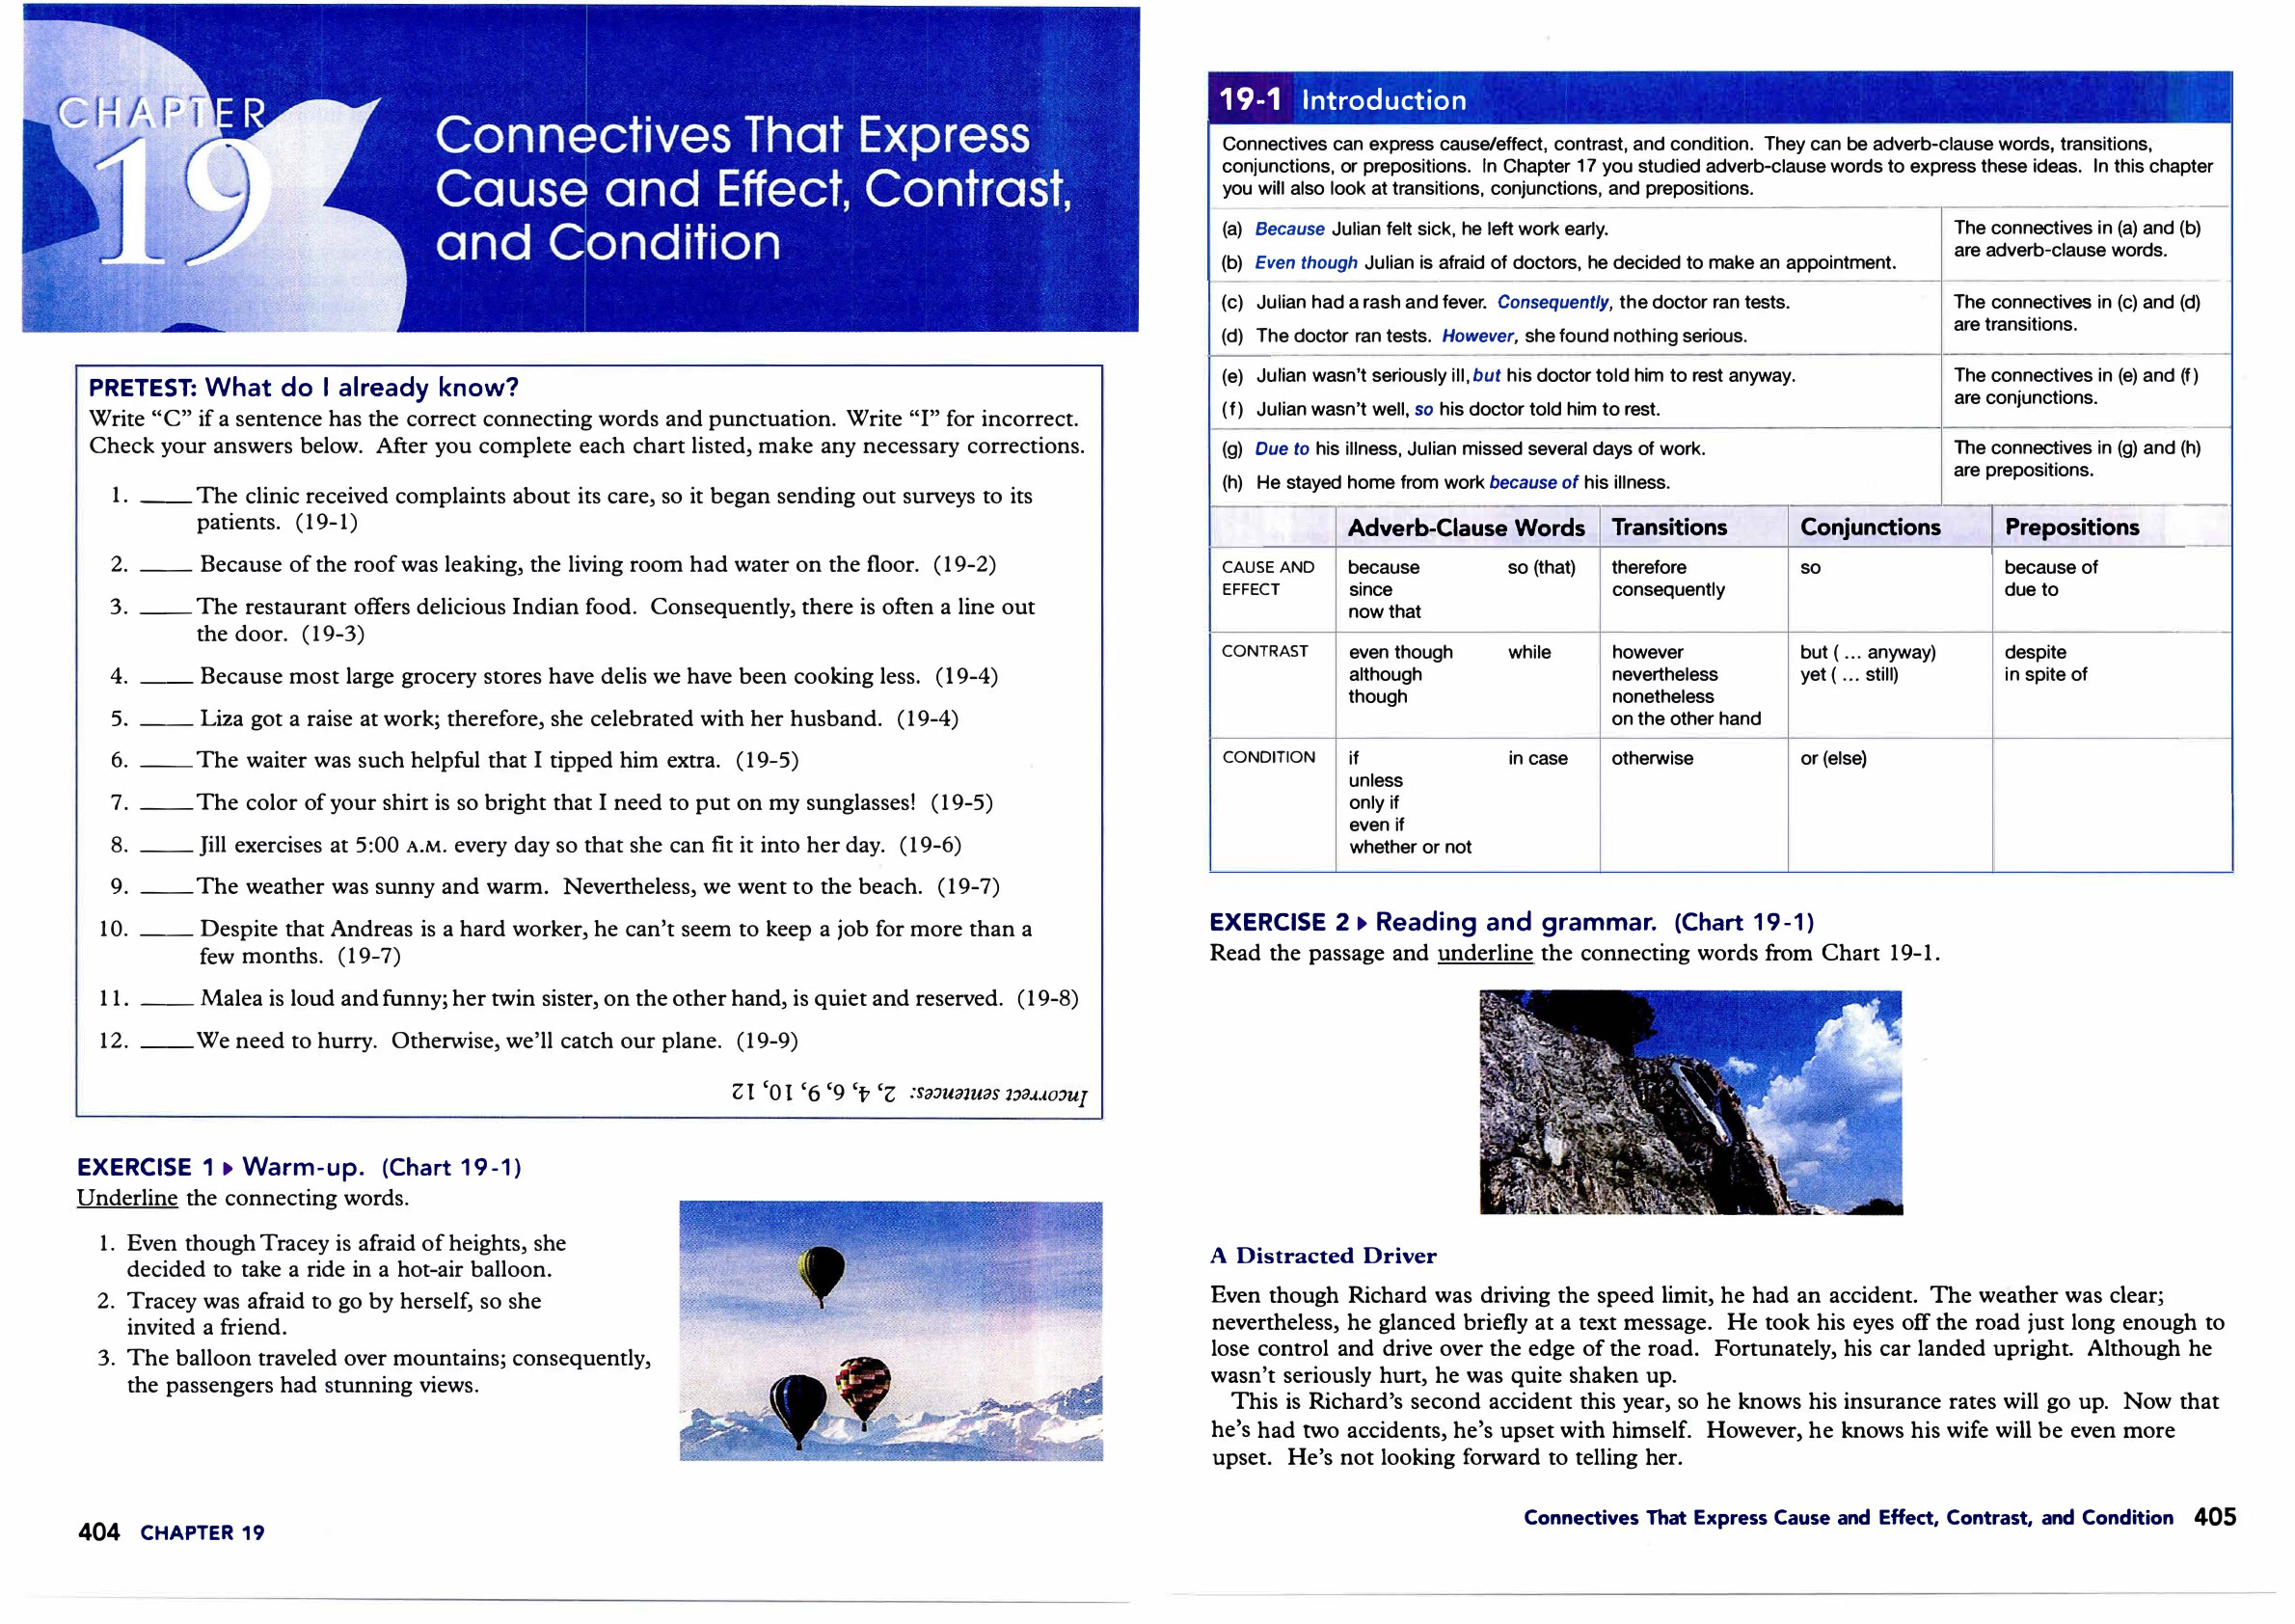 CHAPTER
19
Connectives That Express
Cause and Effect, Contrast,
and Condition
PRETEST: What do I already know?
Write “C” if a sentence has the correct connecting words and punctuation. Write “I” for incorrect.
Check your answers below. After you complete each chart listed, make any necessary corrections.
1. ____ The clinic received complaints about its care, so it began sending out surveys to its
patients. (19-1)
2. ____ Because of the roof was leaking, the living room had water on the floor. (19-2)
3. ____ The restaurant offers delicious Indian food. Consequently, there is often a line out
the door. (19-3)
4. ____ Because most large grocery stores have delis we have been cooking less. (19-4)
5. ____ Liza got a raise at work; therefore, she celebrated with her husband. (19-4)
6. ____ The waiter was such helpful that I tipped him extra. (19-5)
7. ____ The color of your shirt is so bright that I need to put on my sunglasses! (19-5)
8. ____ Jill exercises at 5:00 A.M. every day so that she can fit it into her day. (19-6)
9. ____ The weather was sunny and warm. Nevertheless, we went to the beach. (19-7)
10. ____ Despite that Andreas is a hard worker, he can’t seem to keep a job for more than a
few months. (19-7)
11. ____ Malea is loud and funny; her twin sister, on the other hand, is quiet and reserved. (19-8)
12. ____ We need to hurry. Otherwise, we’ll catch our plane. (19-9)
Incorrect sentences: 2, 4, 6, 9, 10, 12
EXERCISE 1 ▸ Warm-up. (Chart 19-1)
Underline the connecting words.
1. Even though Tracey is afraid of heights, she
decided to take a ride in a hot-air balloon.
2. Tracey was afraid to go by herself, so she
invited a friend.
3. The balloon traveled over mountains; consequently,
the passengers had stunning views.
404 CHAPTER 19
19-1 Introduction
Connectives can express cause/effect, contrast, and condition. They can be adverb-clause words, transitions,
conjunctions, or prepositions. In Chapter 17 you studied adverb-clause words to express these ideas. In this chapter
you will also look at transitions, conjunctions, and prepositions.
(a) Because Julian felt sick, he left work early.
(b) Even though Julian is afraid of doctors, he decided to make an appointment.
The connectives in (a) and (b)
are adverb-clause words.
(c) Julian had a rash and fever. Consequently, the doctor ran tests.
(d) The doctor ran tests. However, she found nothing serious.
The connectives in (c) and (d)
are transitions.
(e) Julian wasn’t seriously ill, but his doctor told him to rest anyway.
(f) Julian wasn’t well, so his doctor told him to rest.
The connectives in (e) and (f)
are conjunctions.
(g) Due to his illness, Julian missed several days of work.
(h) He stayed home from work because of his illness.
The connectives in (g) and (h)
are prepositions.
Adverb-Clause Words Transitions Conjunctions Prepositions
CAUSE AND because so (that) therefore so because of
EFFECT since consequently due to
now that
CONTRAST even though while however but ( ... anyway) despite
although nevertheless yet ( ... still) in spite of
though nonetheless
on the other hand
CONDITION if in case otherwise or (else)
unless
only if
even if
whether or not
EXERCISE 2 ▸ Reading and grammar. (Chart 19-1)
Read the passage and underline the connecting words from Chart 19-1.
A Distracted Driver
Even though Richard was driving the speed limit, he had an accident. The weather was clear;
nevertheless, he glanced briefly at a text message. He took his eyes off the road just long enough to
lose control and drive over the edge of the road. Fortunately, his car landed upright. Although he
wasn’t seriously hurt, he was quite shaken up.
This is Richard’s second accident this year, so he knows his insurance rates will go up. Now that
he’s had two accidents, he’s upset with himself. However, he knows his wife will be even more
upset. He’s not looking forward to telling her.
Connectives That Express Cause and Effect, Contrast, and Condition 405